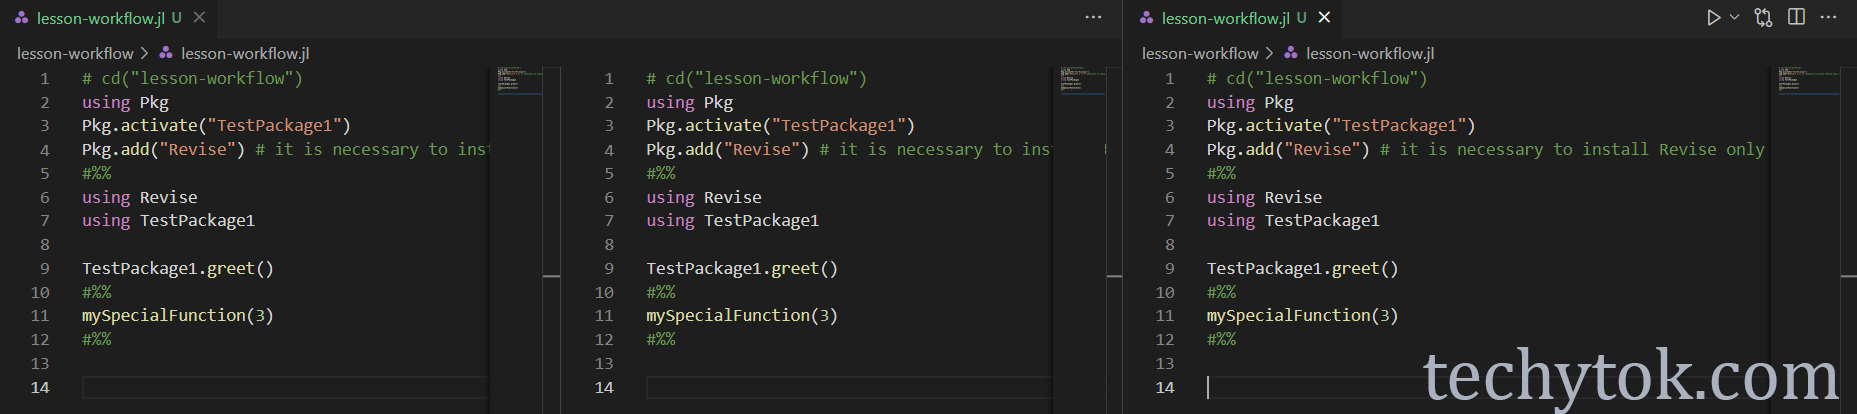 lesson-workflow.jl U
lesson-workflow > lesson-workflow.jl
1 # cd("lesson-workflow")
2 using Pkg
3 Pkg.activate("TestPackage1")
4 Pkg.add("Revise") # it is necessary to inst
5 #%%
6 using Revise
7 using TestPackage1
8
9 TestPackage1.greet()
10 #%%
11 mySpecialFunction(3)
12 #%%
13
14
1 # cd("lesson-workflow")
2 using Pkg
3 Pkg.activate("TestPackage1")
4 Pkg.add("Revise") # it is necessary to inst
5 #%%
6 using Revise
7 using TestPackage1
8
9 TestPackage1.greet()
10 #%%
11 mySpecialFunction(3)
12 #%%
13
14
lesson-workflow.jl U
lesson-workflow > lesson-workflow.jl
1 # cd("lesson-workflow")
2 using Pkg
3 Pkg.activate("TestPackage1")
4 Pkg.add("Revise") # it is necessary to install Revise only
5 #%%
6 using Revise
7 using TestPackage1
8
9 TestPackage1.greet()
10 #%%
11 mySpecialFunction(3)
12 #%%
13
14
techytok.com